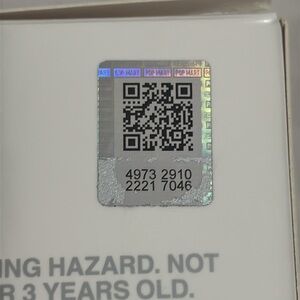 POP MART POP MART POP MART
4973 2910
2221 7046
ING HAZARD. NOT
R 3 YEARS OLD.